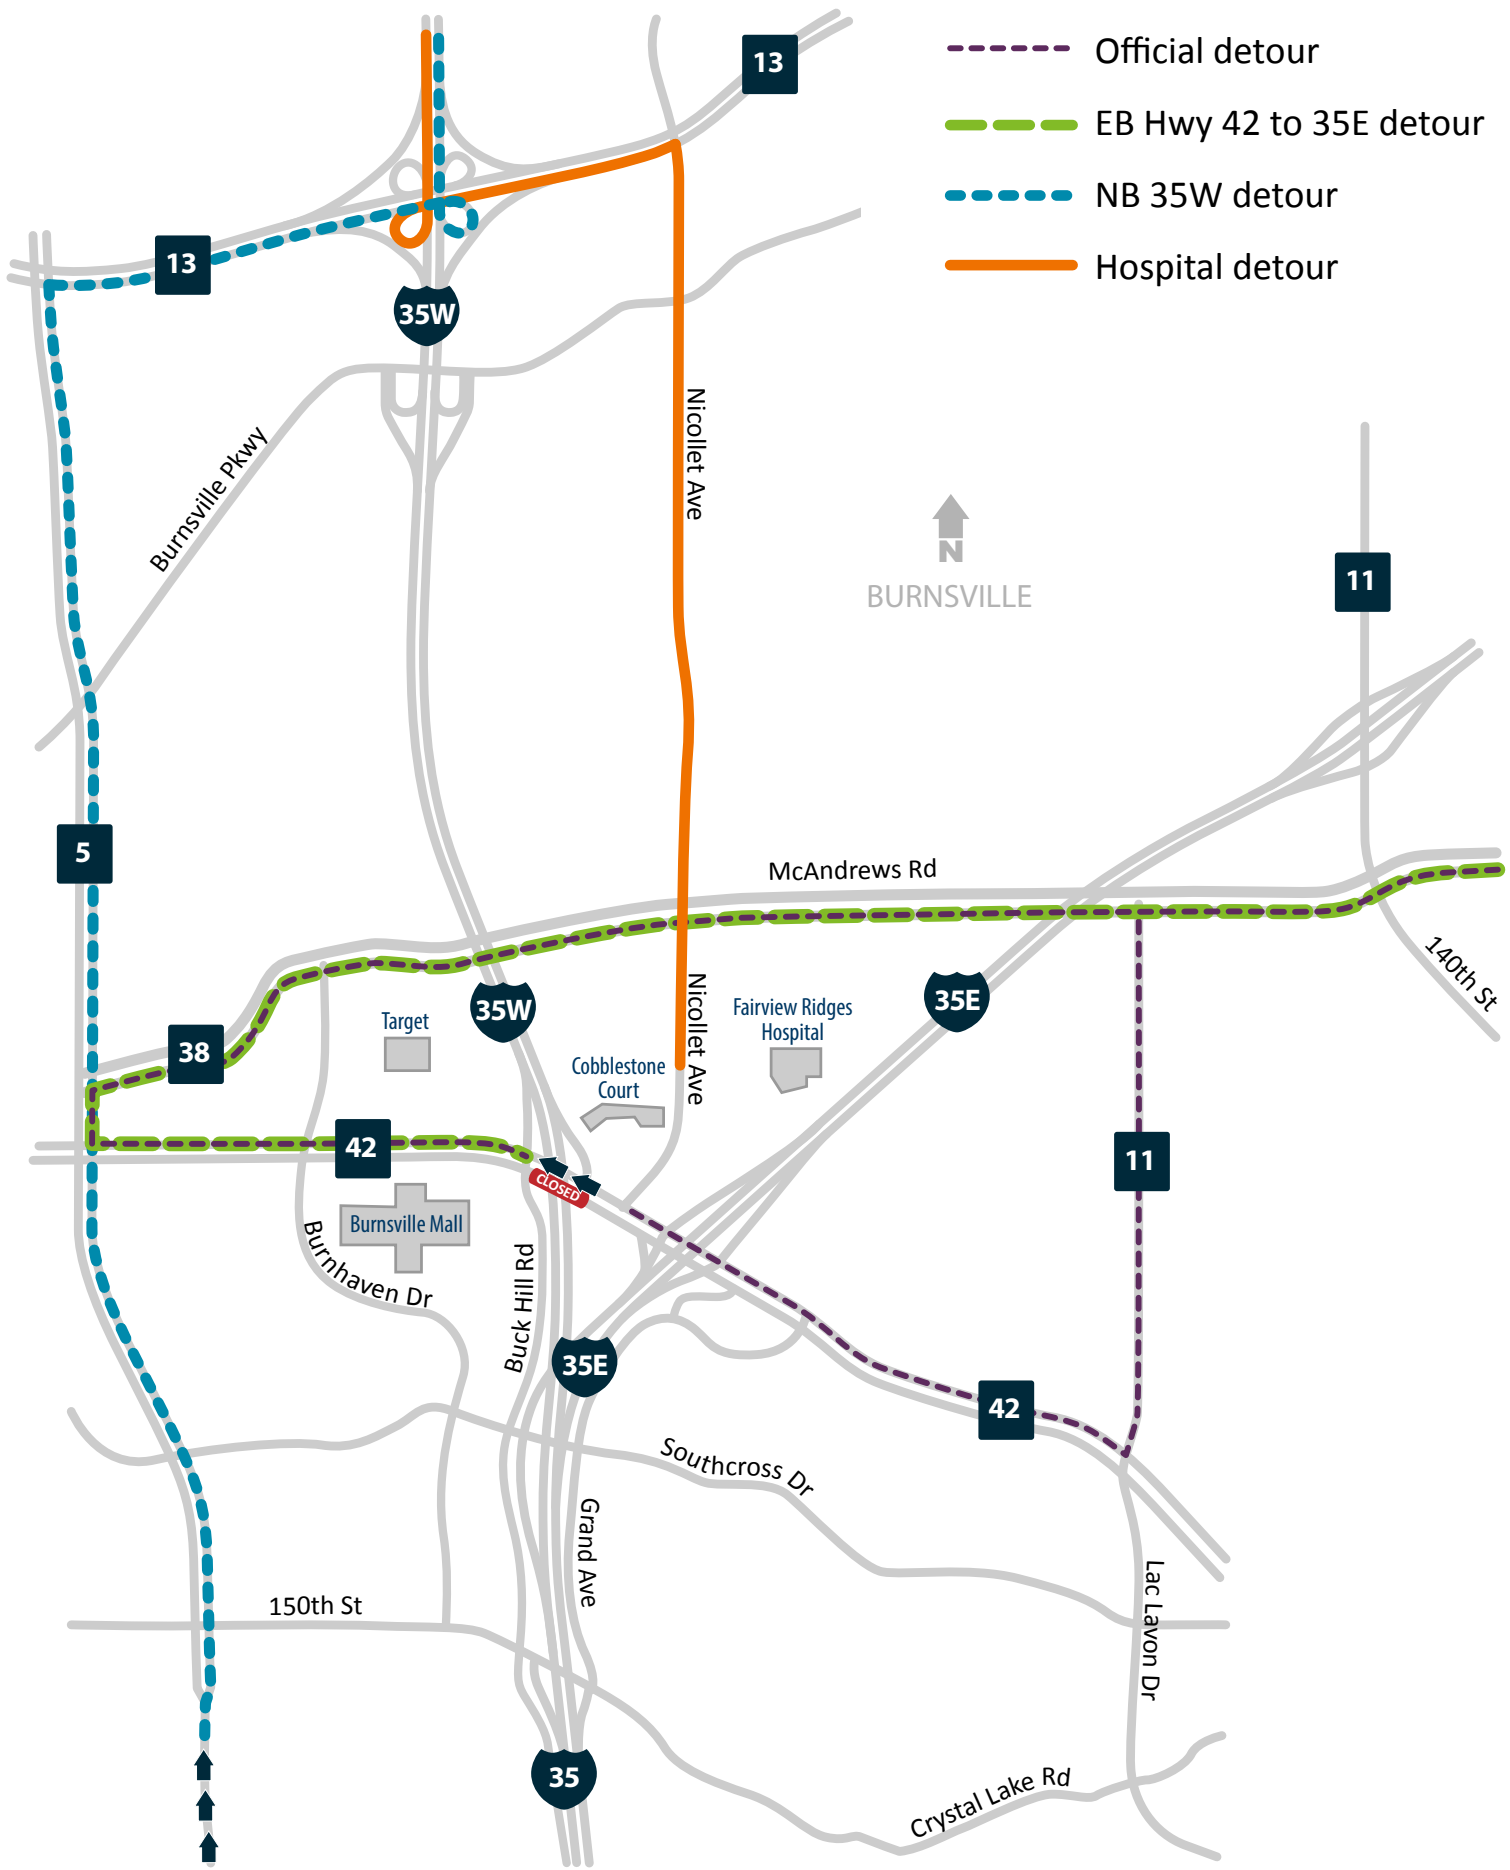 13
Official detour
EB Hwy 42 to 35E detour
NB 35W detour
Hospital detour
13
35W
Nicollet Ave
Burnsville Pkwy
N
BURNSVILLE
11
5
McAndrews Rd
140th St
35W
35E
Nicollet Ave
Fairview Ridges
Hospital
Target
38
Cobblestone
Court
42
11
CLOSED
Burnsville Mall
Burnhaven Dr
Buck Hill Rd
35E
42
Southcross Dr
Grand Ave
150th St
Lac Lavon Dr
35
Crystal Lake Rd